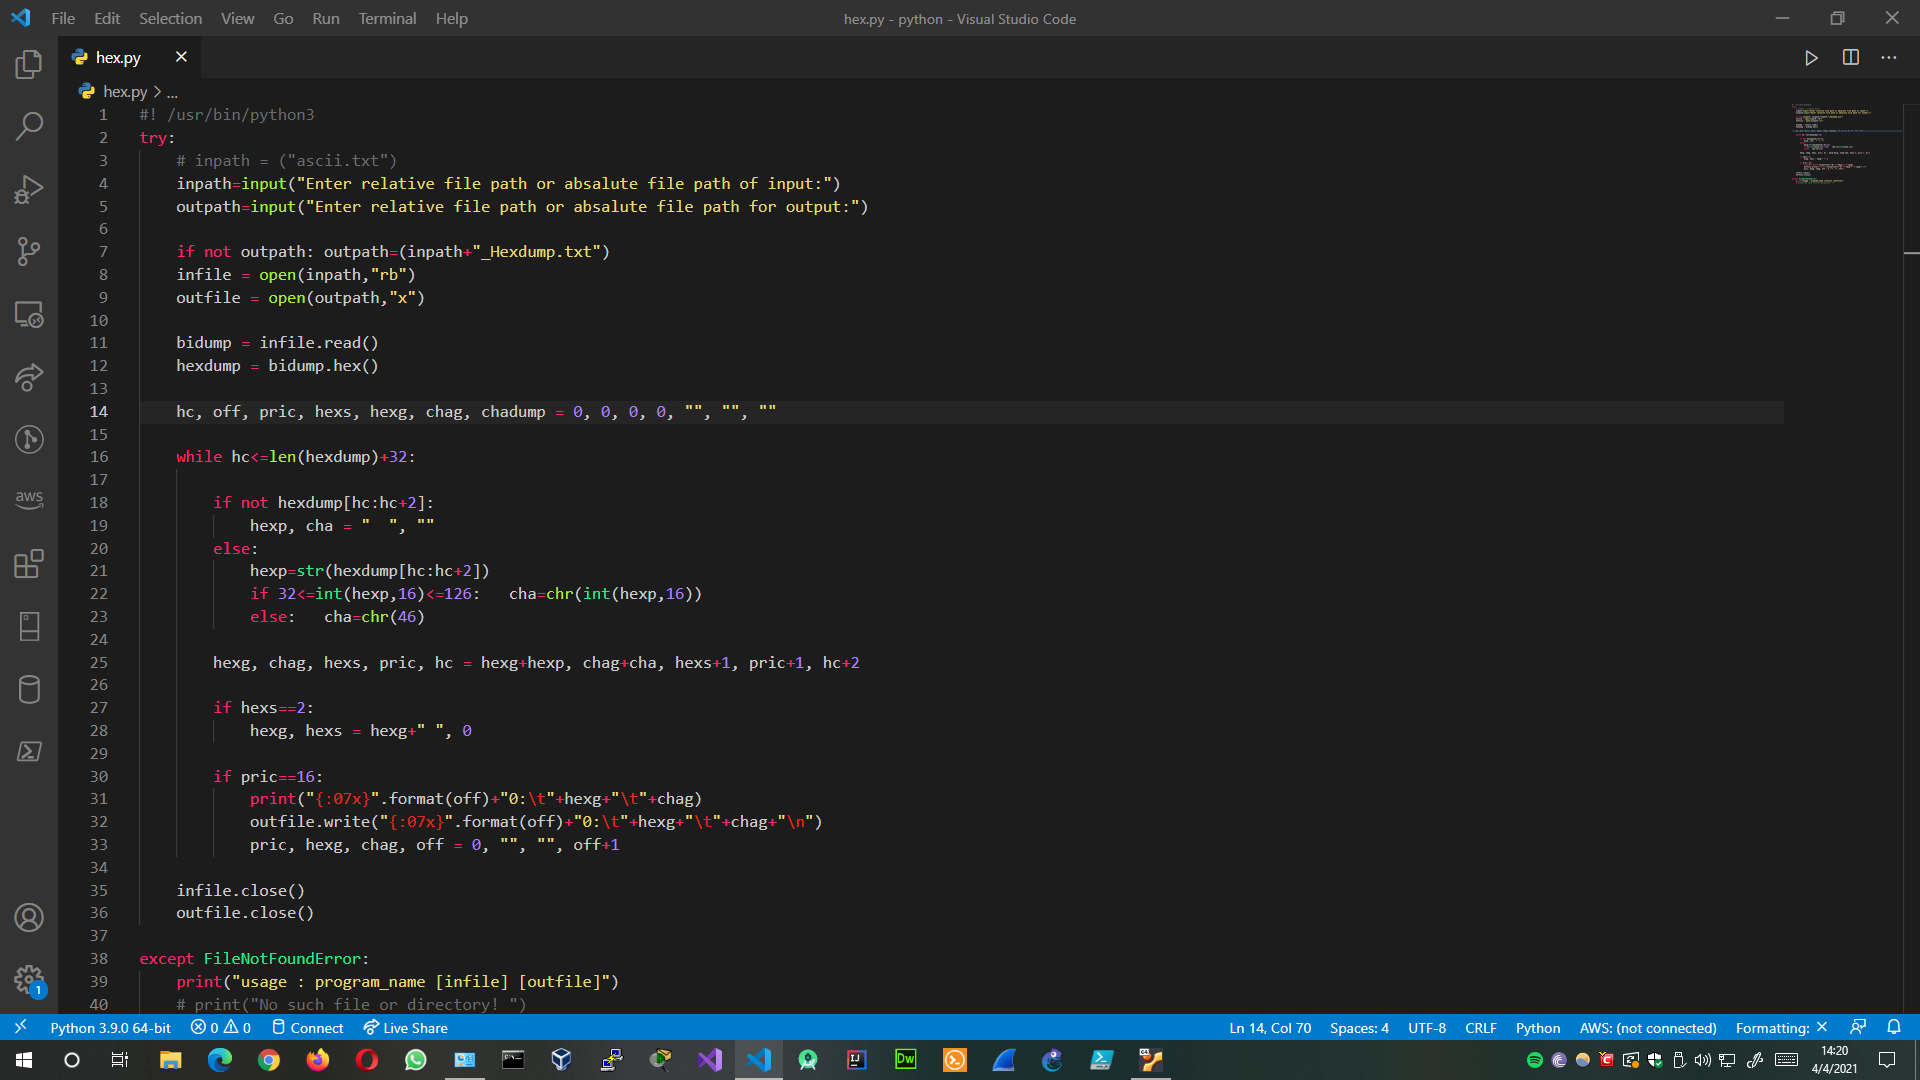 File Edit Selection View Go Run Terminal Help
hex.py - python - Visual Studio Code
hex.py
hex.py > ...
1 #! /usr/bin/python3
2 try:
3     # inpath = ("ascii.txt")
4     inpath=input("Enter relative file path or absalute file path of input:")
5     outpath=input("Enter relative file path or absalute file path for output:")
6
7     if not outpath: outpath=(inpath+"_Hexdump.txt")
8     infile = open(inpath,"rb")
9     outfile = open(outpath,"x")
10
11     bidump = infile.read()
12     hexdump = bidump.hex()
13
14     hc, off, pric, hexs, hexg, chag, chadump = 0, 0, 0, 0, "", "", ""
15
16     while hc<=len(hexdump)+32:
17
18         if not hexdump[hc:hc+2]:
19             hexp, cha = "  ", ""
20         else:
21             hexp=str(hexdump[hc:hc+2])
22             if 32<=int(hexp,16)<=126:   cha=chr(int(hexp,16))
23             else:   cha=chr(46)
24
25         hexg, chag, hexs, pric, hc = hexg+hexp, chag+cha, hexs+1, pric+1, hc+2
26
27         if hexs==2:
28             hexg, hexs = hexg+" ", 0
29
30         if pric==16:
31             print("{:07x}".format(off)+"0:\t"+hexg+"\t"+chag)
32             outfile.write("{:07x}".format(off)+"0:\t"+hexg+"\t"+chag+"\n")
33             pric, hexg, chag, off = 0, "", "", off+1
34
35     infile.close()
36     outfile.close()
37
38 except FileNotFoundError:
39     print("usage : program_name [infile] [outfile]")
40     # print("No such file or directory! ")
aws
1
Python 3.9.0 64-bit 0 0 Connect Live Share
Ln 14, Col 70 Spaces: 4 UTF-8 CRLF Python AWS: (not connected) Formatting: ×
IJ
Dw
14:20
4/4/2021